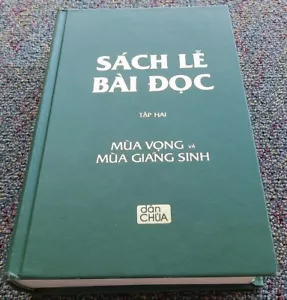 SÁCH LỄ
BÀI ĐỌC
TẬP HAI
MÙA VỌNG và
MÙA GIÁNG SINH
dân
CHÚA